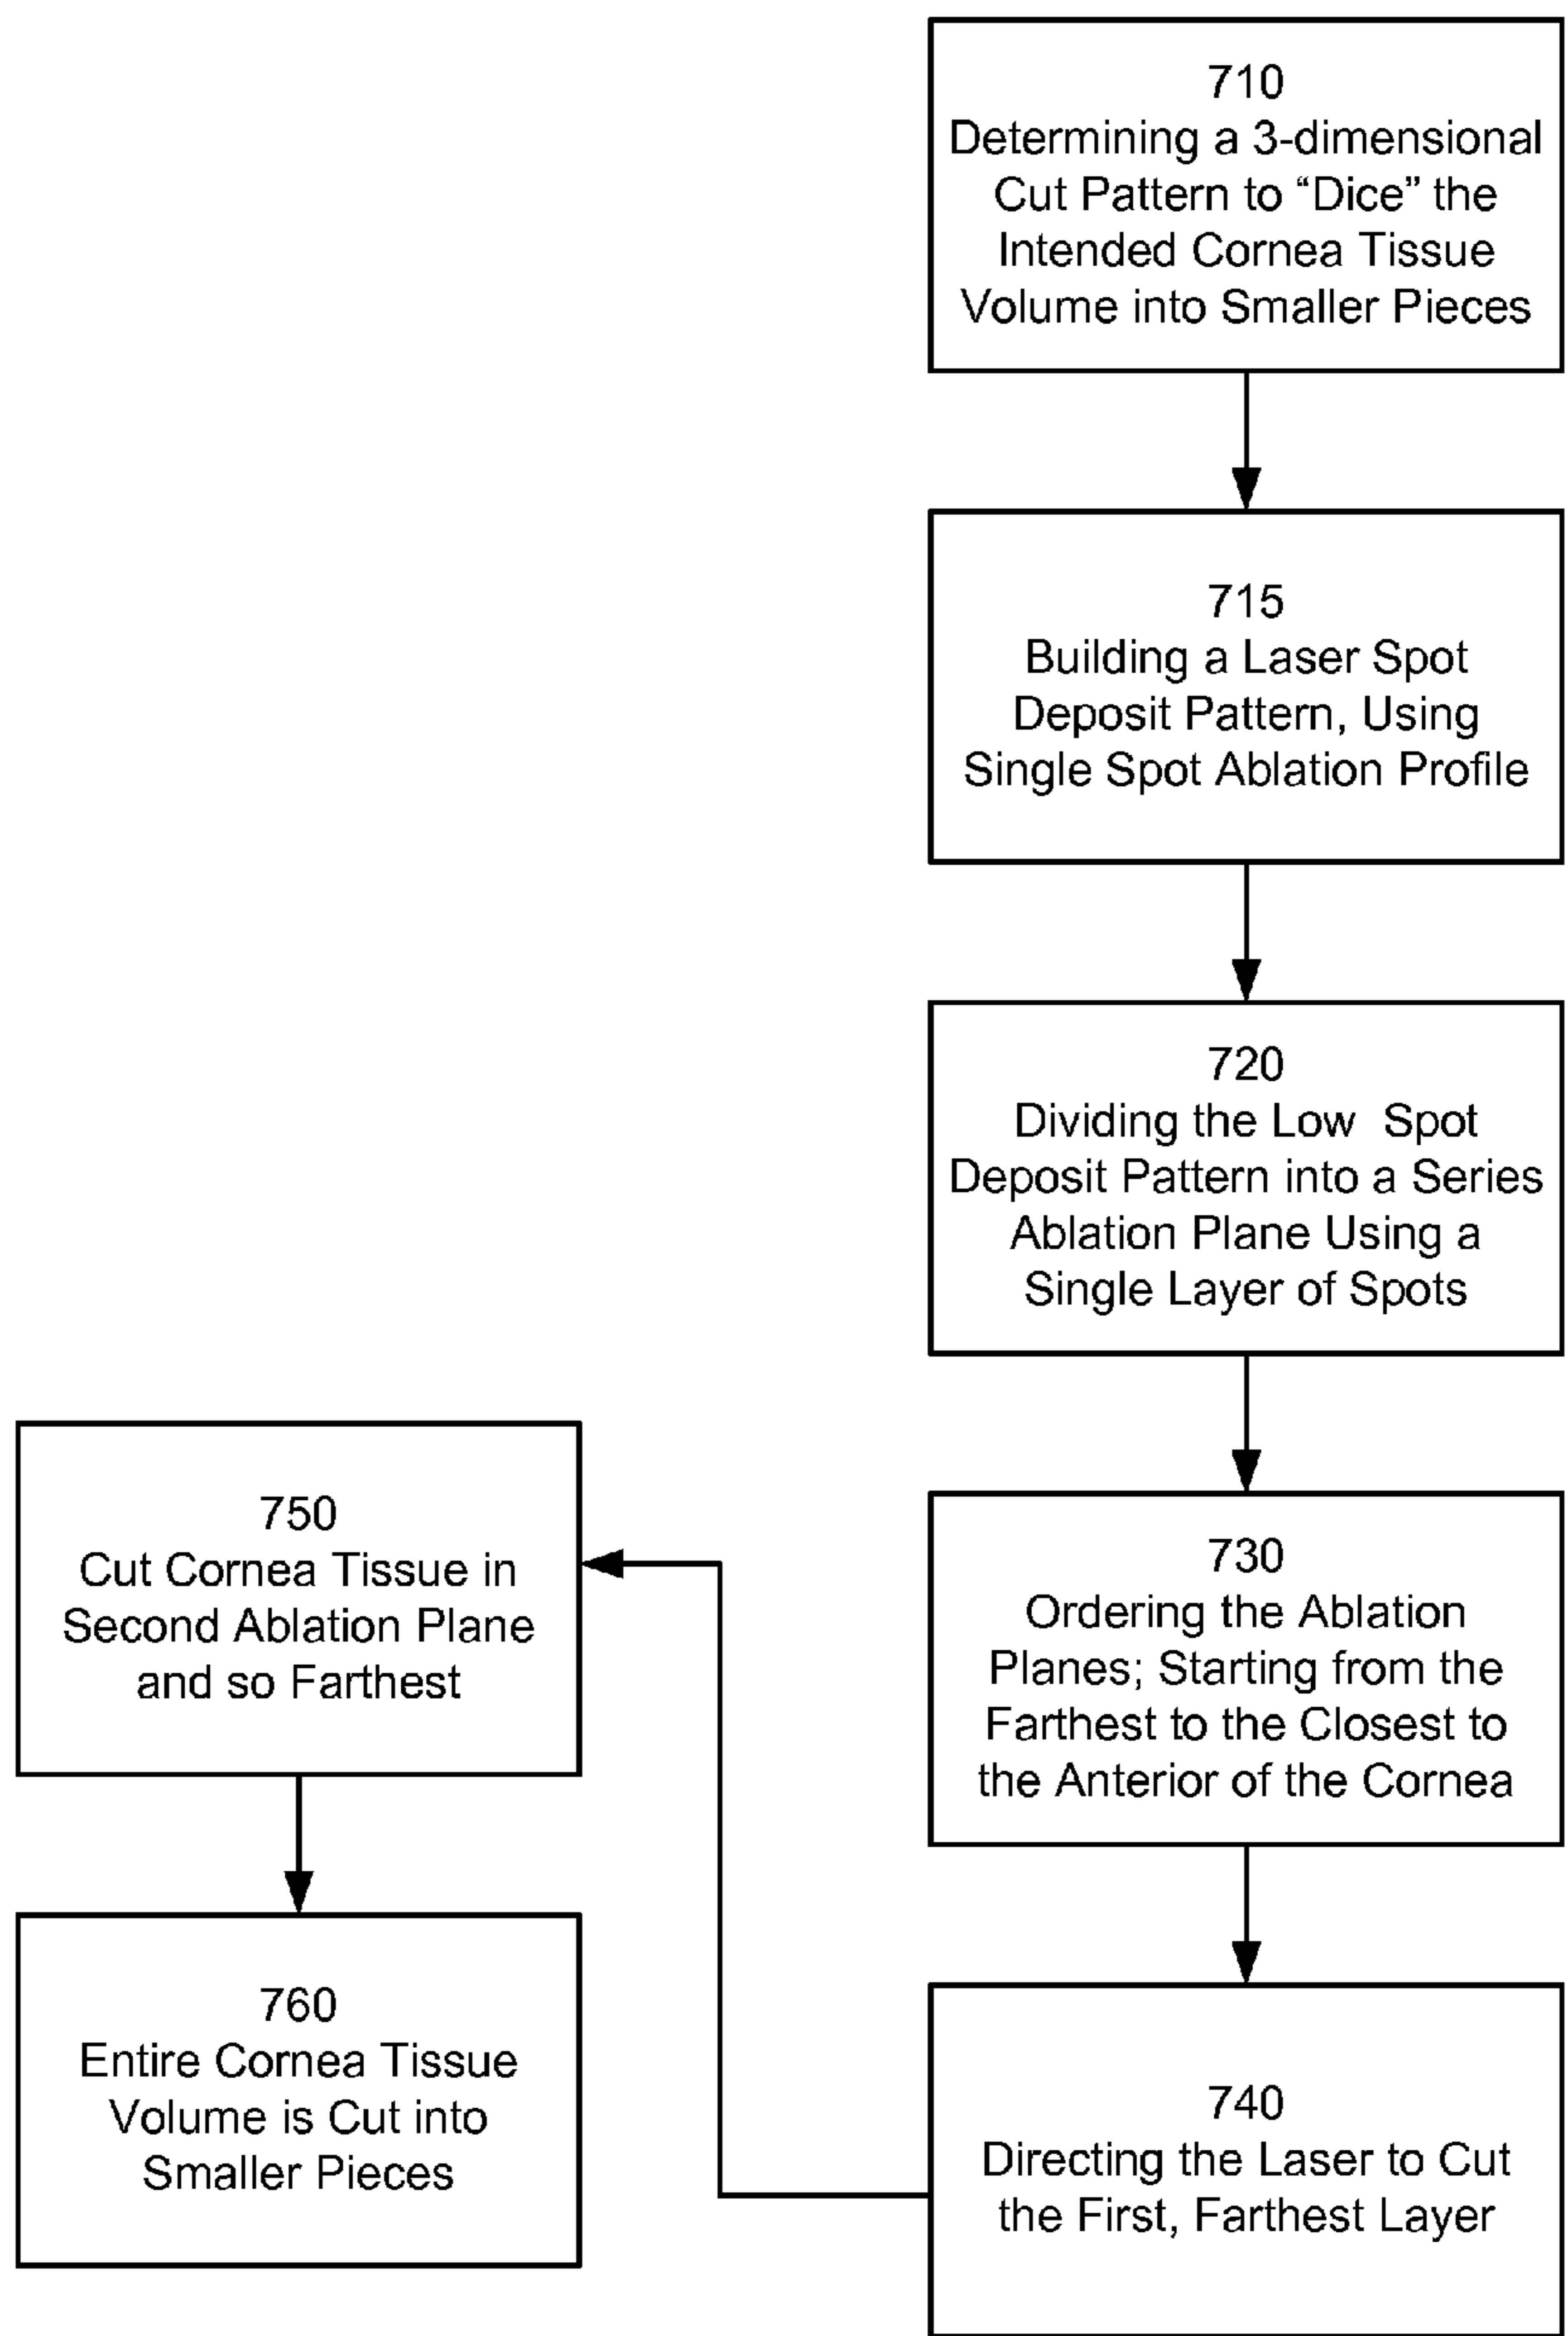 710
Determining a 3-dimensional
Cut Pattern to “Dice” the
Intended Cornea Tissue
Volume into Smaller Pieces
715
Building a Laser Spot
Deposit Pattern, Using
Single Spot Ablation Profile
720
Dividing the Low  Spot
Deposit Pattern into a Series
Ablation Plane Using a
Single Layer of Spots
730
Ordering the Ablation
Planes; Starting from the
Farthest to the Closest to
the Anterior of the Cornea
740
Directing the Laser to Cut
the First, Farthest Layer
750
Cut Cornea Tissue in
Second Ablation Plane
and so Farthest
760
Entire Cornea Tissue
Volume is Cut into
Smaller Pieces